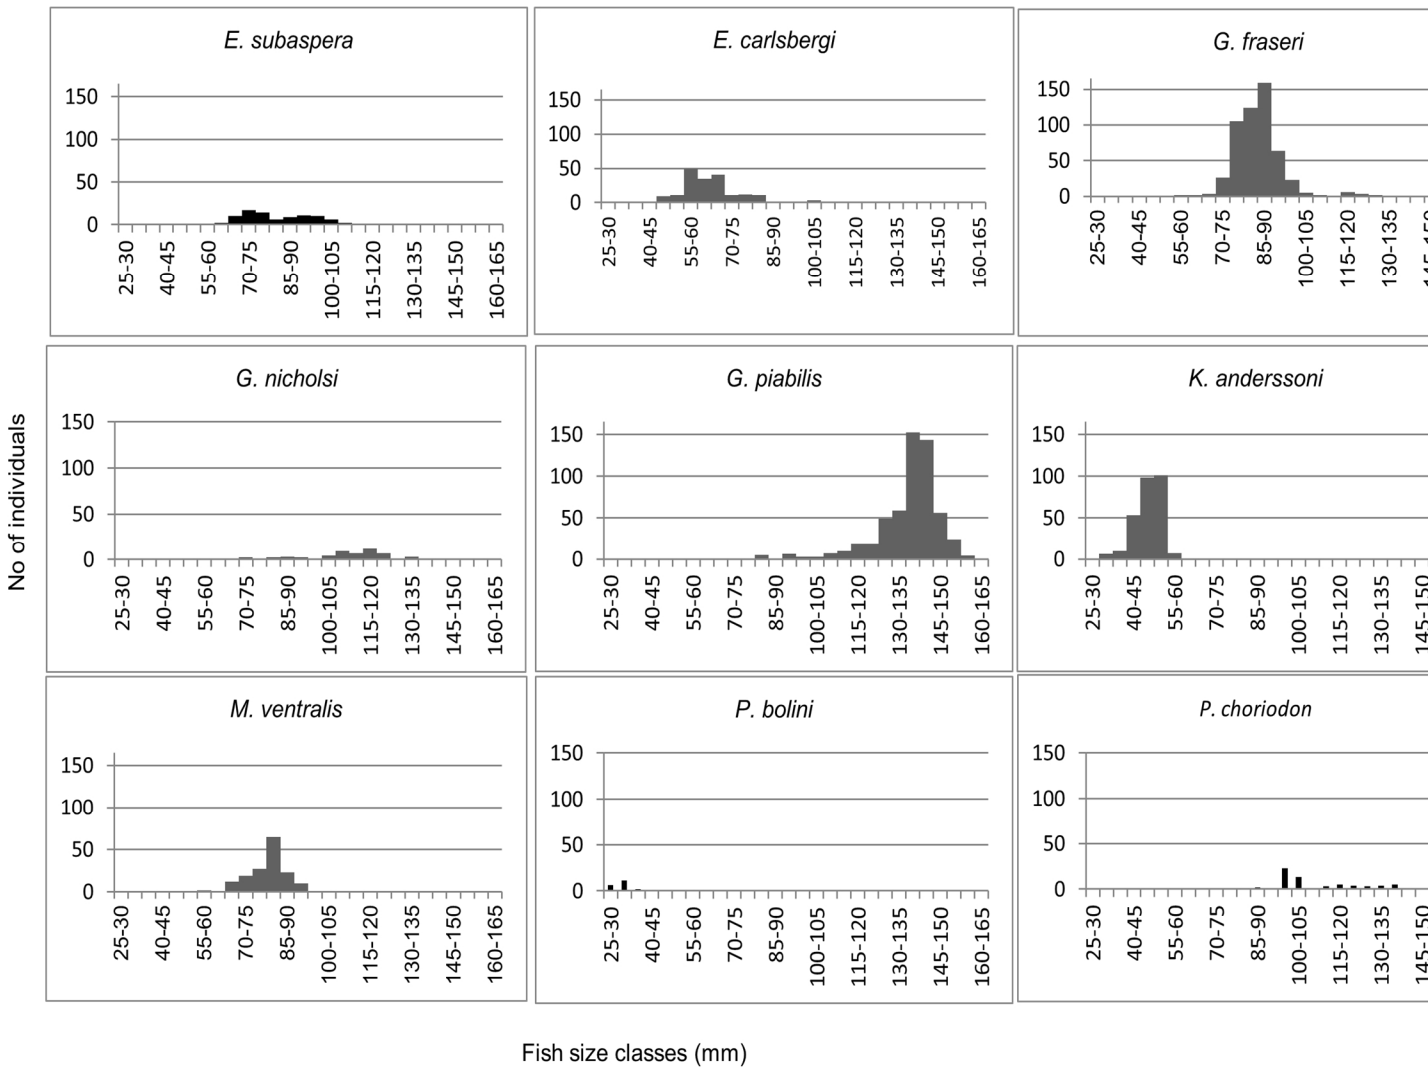 E. subaspera
150
100
50
0
25-30 40-45 55-60 70-75 85-90 100-105 115-120 130-135 145-150 160-165
E. carlsbergi
150
100
50
0
25-30 40-45 55-60 70-75 85-90 100-105 115-120 130-135 145-150 160-165
G. fraseri
150
100
50
0
25-30 40-45 55-60 70-75 85-90 100-105 115-120 130-135 145-150
No of individuals
G. nicholsi
150
100
50
0
25-30 40-45 55-60 70-75 85-90 100-105 115-120 130-135 145-150 160-165
G. piabilis
150
100
50
0
25-30 40-45 55-60 70-75 85-90 100-105 115-120 130-135 145-150 160-165
K. anderssoni
150
100
50
0
25-30 40-45 55-60 70-75 85-90 100-105 115-120 130-135 145-150
M. ventralis
150
100
50
0
25-30 40-45 55-60 70-75 85-90 100-105 115-120 130-135 145-150 160-165
P. bolini
150
100
50
0
25-30 40-45 55-60 70-75 85-90 100-105 115-120 130-135 145-150 160-165
P. choriodon
150
100
50
0
25-30 40-45 55-60 70-75 85-90 100-105 115-120 130-135 145-150
Fish size classes (mm)